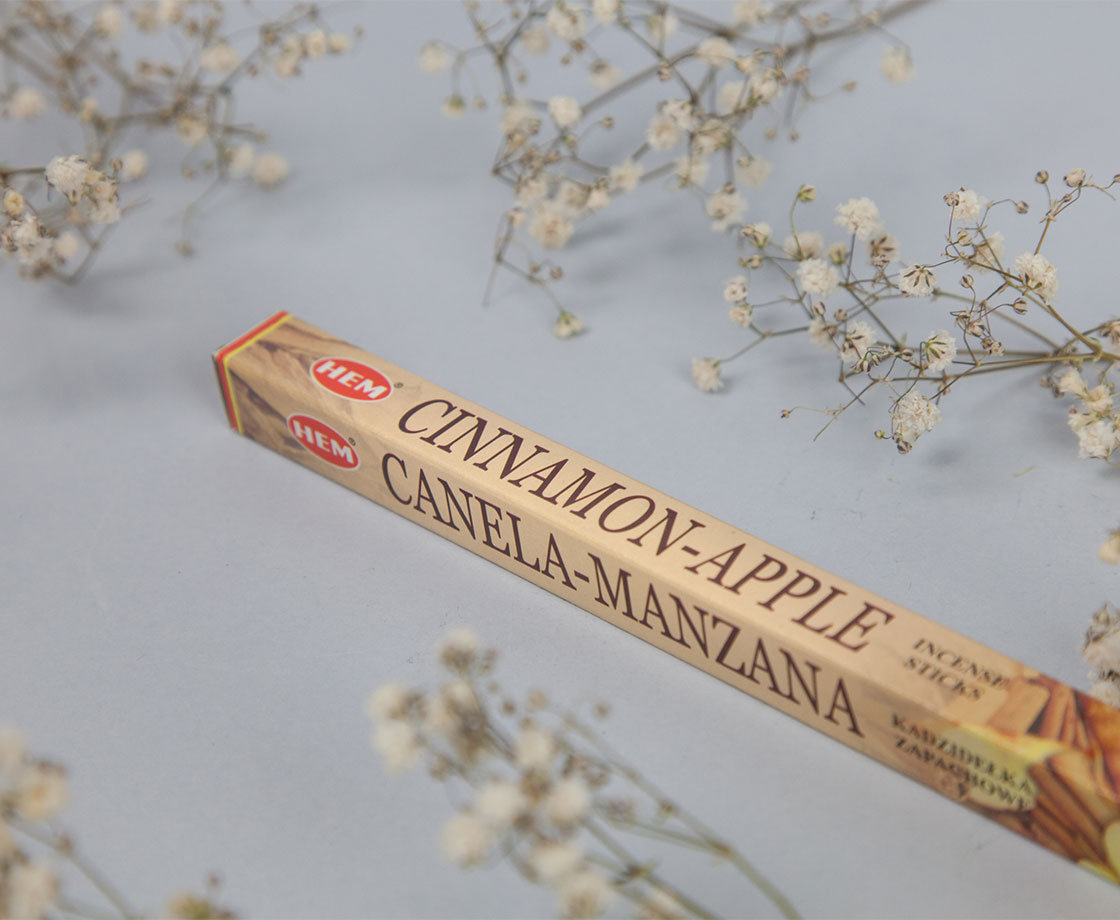 HEM®
CINNAMON-APPLE
INCENSE
STICKS
HEM®
CANELA-MANZANA
KADZIDEŁKA
ZAPACHOWE